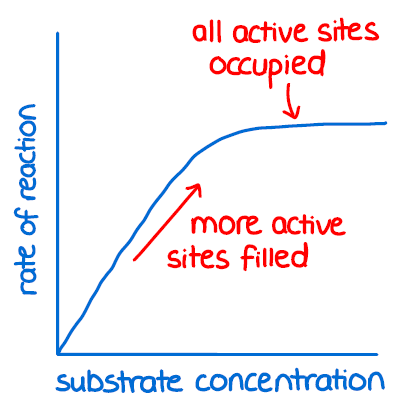 all active sites
occupied
more active
sites filled
rate of reaction
substrate concentration